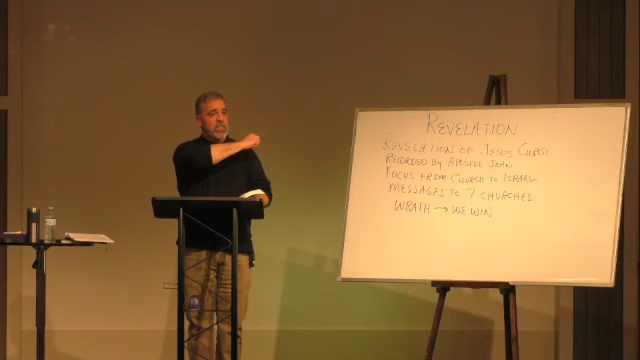 REVELATION
REVELATION OF JESUS CHRIST
RECORDED BY APOSTLE JOHN
FOCUS FROM CHURCH TO ISRAEL
MESSAGES TO 7 CHURCHES
WRATH → WE WIN